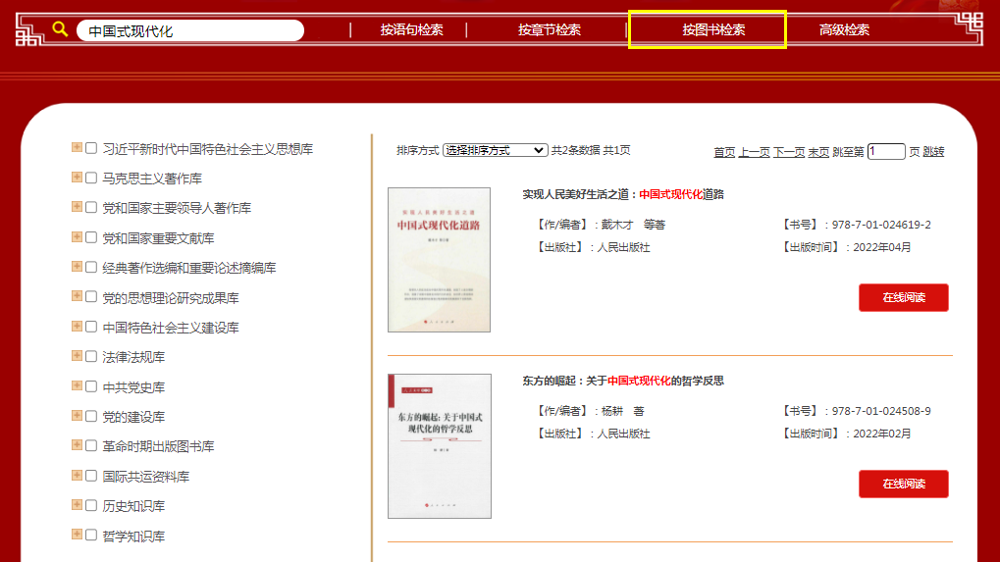 中国式现代化
按语句检索
按章节检索
按图书检索
高级检索
习近平新时代中国特色社会主义思想库
马克思主义著作库
党和国家主要领导人著作库
党和国家重要文献库
经典著作选编和重要论述摘编库
党的思想理论研究成果库
中国特色社会主义建设库
法律法规库
中共党史库
党的建设库
革命时期出版图书库
国际共运资料库
历史知识库
哲学知识库
排序方式 选择排序方式 共2条数据 共1页
首页 上一页 下一页 末页 跳至第 1 页 跳转
实现人民美好生活之道
中国式现代化道路
实现人民美好生活之道：中国式现代化道路
【作/编者】：戴木才 等著
【书号】：978-7-01-024619-2
【出版社】：人民出版社
【出版时间】：2022年04月
在线阅读
东方的崛起：关于中国式
现代化的哲学反思
东方的崛起：关于中国式现代化的哲学反思
【作/编者】：杨耕 著
【书号】：978-7-01-024508-9
【出版社】：人民出版社
【出版时间】：2022年02月
在线阅读